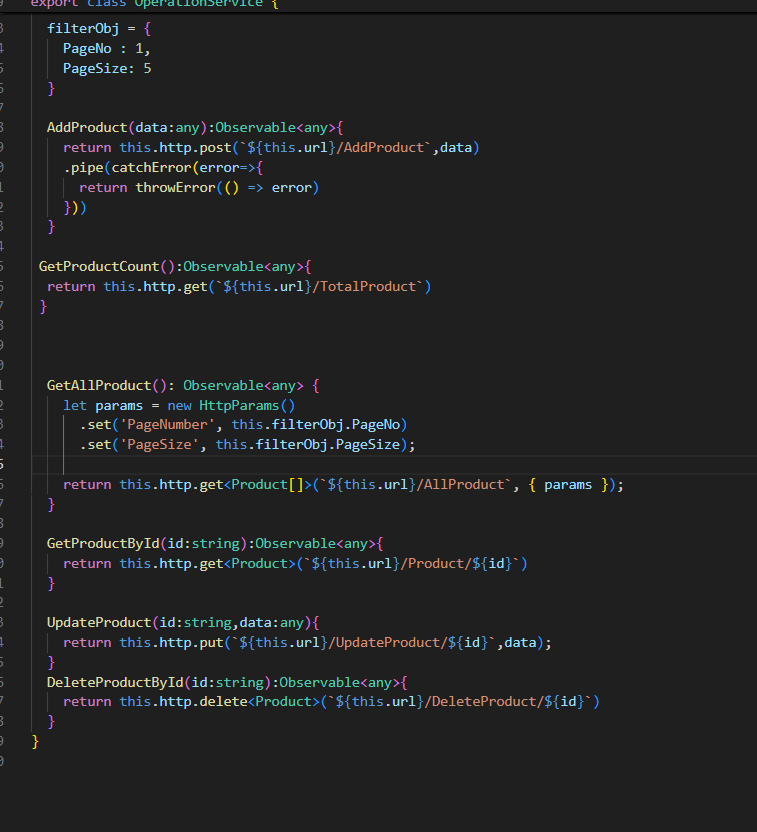 export class OperationService {
filterObj = {
PageNo : 1,
PageSize: 5
}
AddProduct(data:any):Observable<any>{
return this.http.post(`${this.url}/AddProduct`,data)
.pipe(catchError(error=>{
return throwError(() => error)
}))
}
GetProductCount():Observable<any>{
return this.http.get(`${this.url}/TotalProduct`)
}
GetAllProduct(): Observable<any> {
let params = new HttpParams()
.set('PageNumber', this.filterObj.PageNo)
.set('PageSize', this.filterObj.PageSize);
return this.http.get<Product[]>(`${this.url}/AllProduct`, { params });
}
GetProductById(id:string):Observable<any>{
return this.http.get<Product>(`${this.url}/Product/${id}`)
}
UpdateProduct(id:string,data:any){
return this.http.put(`${this.url}/UpdateProduct/${id}`,data);
}
DeleteProductById(id:string):Observable<any>{
return this.http.delete<Product>(`${this.url}/DeleteProduct/${id}`)
}
}